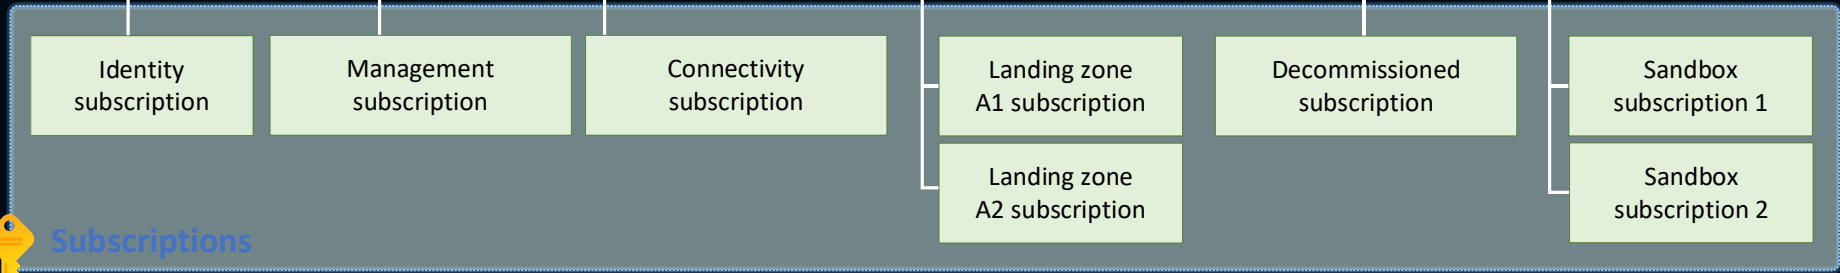 Identity
subscription
Management
subscription
Connectivity
subscription
Landing zone
A1 subscription
Decommissioned
subscription
Sandbox
subscription 1
Landing zone
A2 subscription
Sandbox
subscription 2
Subscriptions